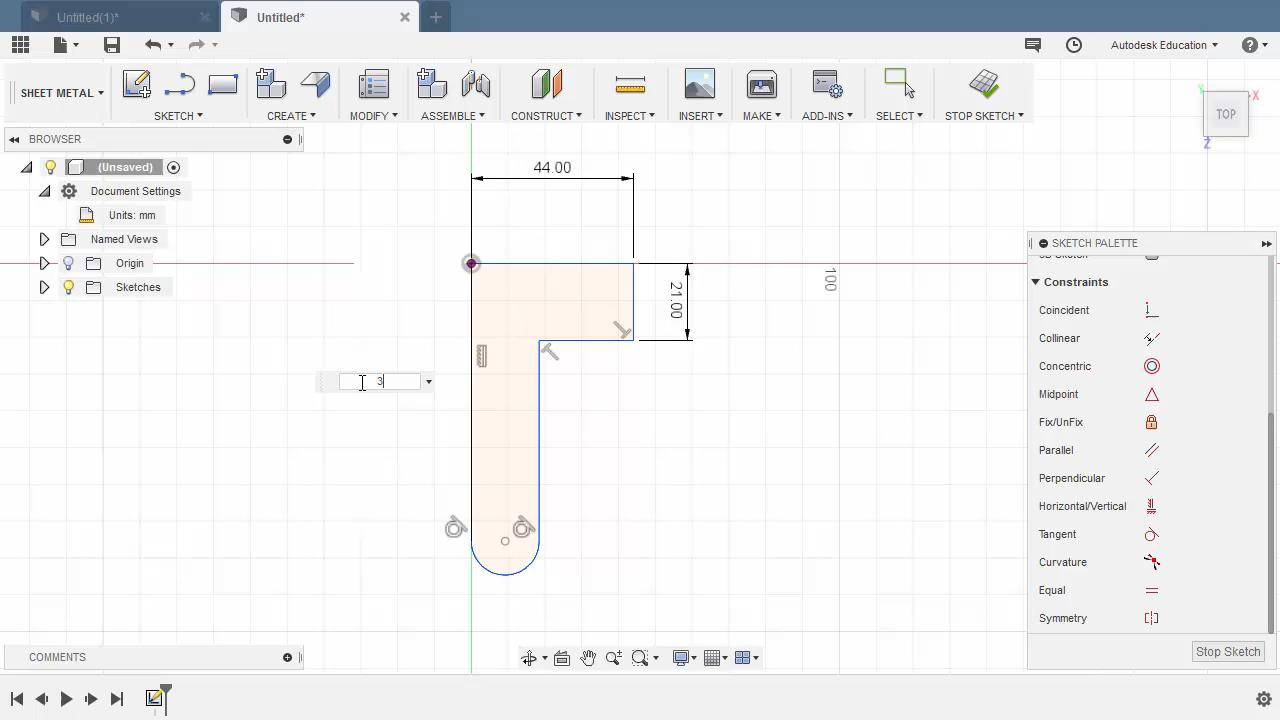 Untitled(1)*
Untitled*
Autodesk Education
SHEET METAL
SKETCH
CREATE
MODIFY
ASSEMBLE
CONSTRUCT
INSPECT
INSERT
MAKE
ADD-INS
SELECT
STOP SKETCH
TOP
X
Y
Z
BROWSER
(Unsaved)
Document Settings
Units: mm
Named Views
Origin
Sketches
44.00
21.00
100
3
SKETCH PALETTE
Constraints
Coincident
Collinear
Concentric
Midpoint
Fix/UnFix
Parallel
Perpendicular
Horizontal/Vertical
Tangent
Curvature
Equal
Symmetry
Stop Sketch
COMMENTS